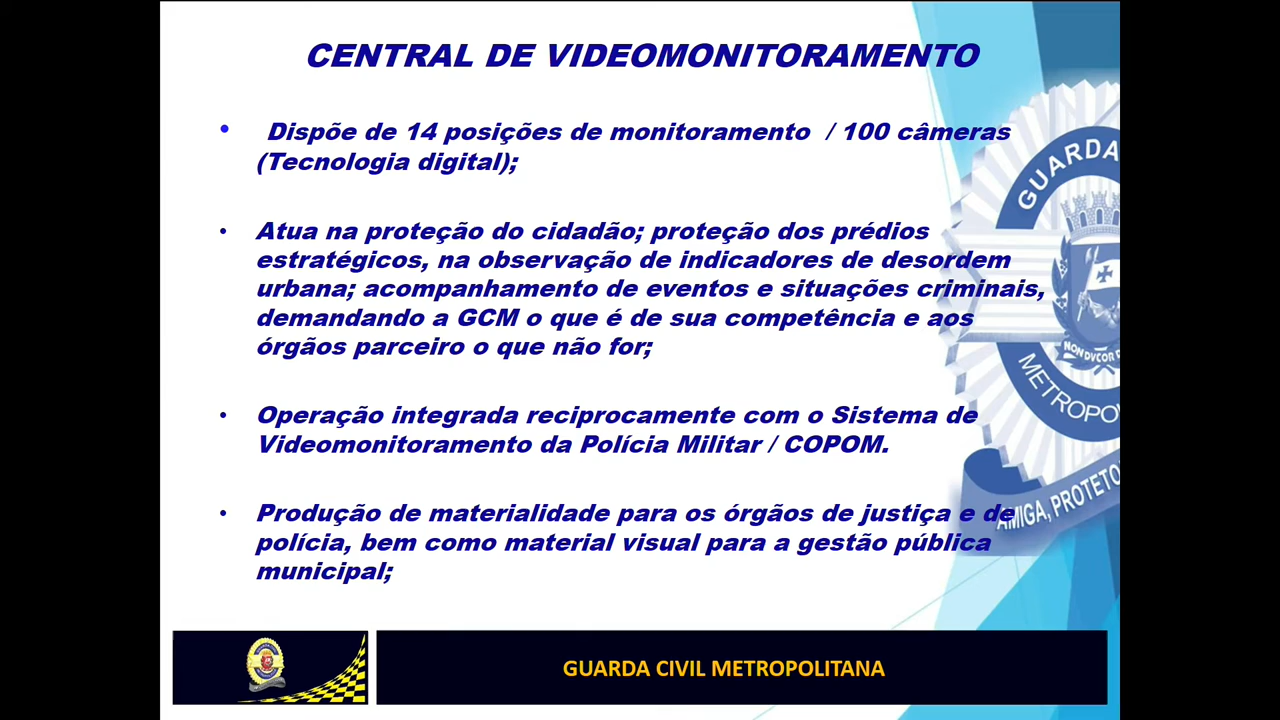 CENTRAL DE VIDEOMONITORAMENTO
• Dispõe de 14 posições de monitoramento / 100 câmeras
(Tecnologia digital);
• Atua na proteção do cidadão; proteção dos prédios
estratégicos, na observação de indicadores de desordem
urbana; acompanhamento de eventos e situações criminais,
demandando a GCM o que é de sua competência e aos
órgãos parceiro o que não for;
• Operação integrada reciprocamente com o Sistema de
Videomonitoramento da Polícia Militar / COPOM.
• Produção de materialidade para os órgãos de justiça e de
polícia, bem como material visual para a gestão pública
municipal;
GUARDA
NON DVCOR D
METROPO
AMIGA, PROTETO
GUARDA CIVIL METROPOLITANA